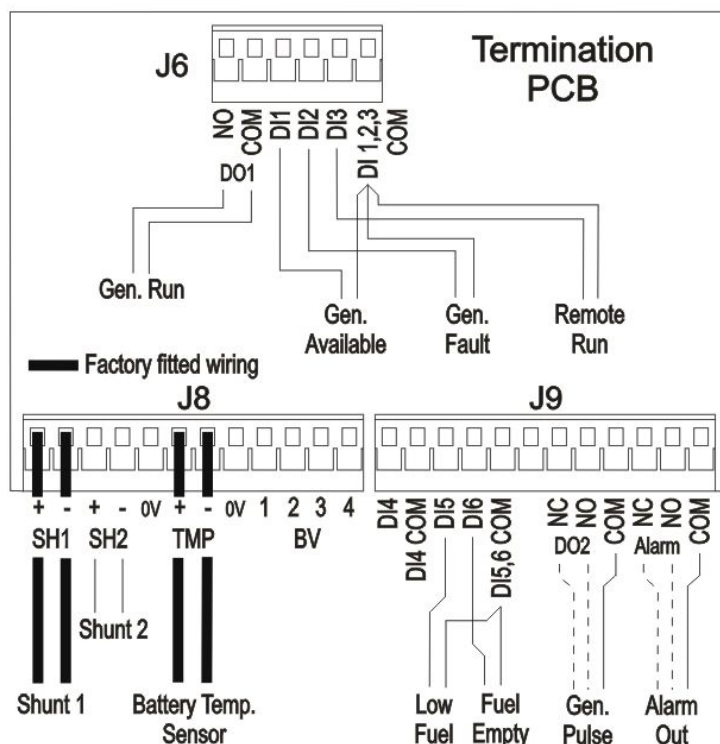 J6
Termination
PCB
NO
COM
DI1
DI2
DI3
DI 1,2,3
COM
DO1
Gen. Run
Gen.
Available
Gen.
Fault
Remote
Run
Factory fitted wiring
J8
J9
+ - + - 0V + - 0V 1 2 3 4
SH1 SH2 TMP BV
DI4
DI4 COM
DI5
DI6
DI5,6 COM
NC
NO
COM
NC
NO
COM
DO2
Alarm
Shunt 2
Shunt 1
Battery Temp.
Sensor
Low
Fuel
Fuel
Empty
Gen.
Pulse
Alarm
Out